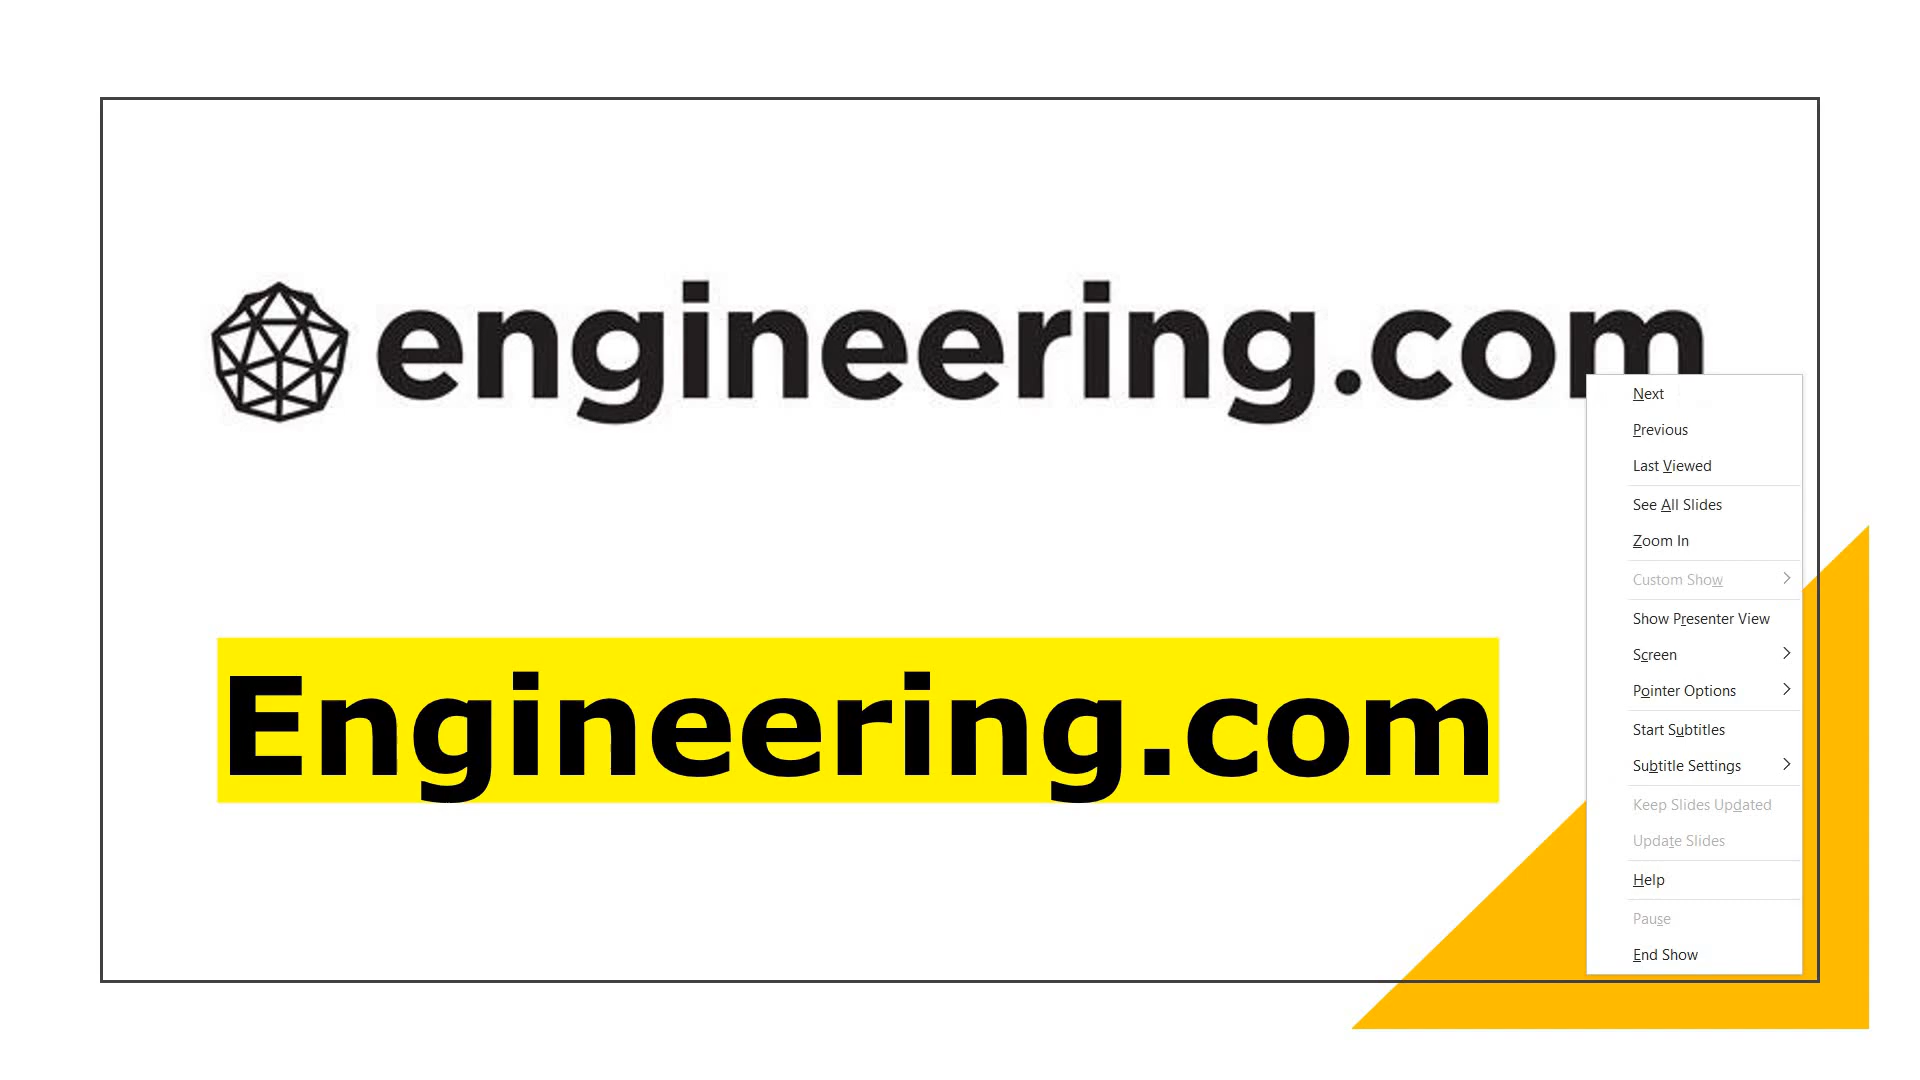 engineering.com
Engineering.com
Next
Previous
Last Viewed
See All Slides
Zoom In
Custom Show
Show Presenter View
Screen
Pointer Options
Start Subtitles
Subtitle Settings
Keep Slides Updated
Update Slides
Help
Pause
End Show